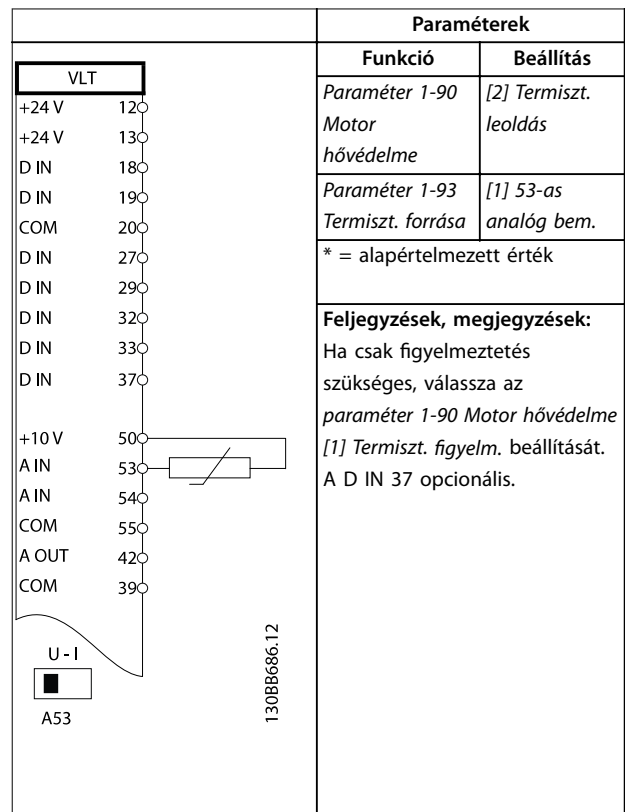 Paraméterek
Funkció Beállítás
Paraméter 1-90 [2] Termiszt.
Motor leoldás
hővédelme
Paraméter 1-93 [1] 53-as
Termiszt. forrása analóg bem.
* = alapértelmezett érték
Feljegyzések, megjegyzések:
Ha csak figyelmeztetés
szükséges, válassza az
paraméter 1-90 Motor hővédelme
[1] Termiszt. figyelm. beállítását.
A D IN 37 opcionális.
VLT
+24 V 12
+24 V 13
D IN 18
D IN 19
COM 20
D IN 27
D IN 29
D IN 32
D IN 33
D IN 37
+10 V 50
A IN 53
A IN 54
COM 55
A OUT 42
COM 39
U - I
A53
130BB686.12